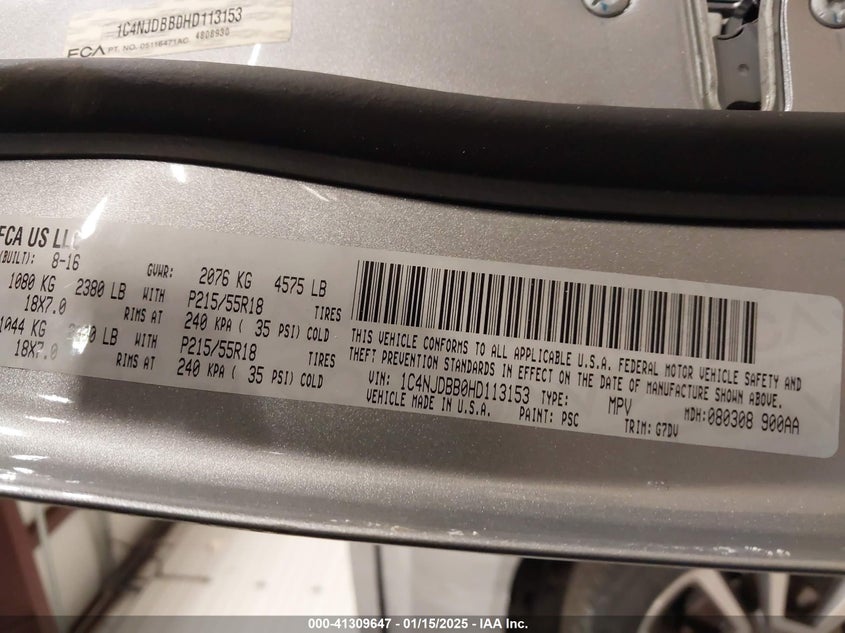 1C4NJDBB0HD113153
4808930
FCA PT. NO. 05116471AC
FCA US LLC
(BUILT): 8-16
GVWR: 2076 KG 4575 LB
1080 KG 2380 LB WITH P215/55R18 TIRES
18X7.0 RIMS AT 240 KPA ( 35 PSI) COLD
1044 KG LB WITH P215/55R18 TIRES
18X7.0 RIMS AT 240 KPA ( 35 PSI) COLD
THIS VEHICLE CONFORMS TO ALL APPLICABLE U.S.A. FEDERAL MOTOR VEHICLE SAFETY AND
THEFT PREVENTION STANDARDS IN EFFECT ON THE DATE OF MANUFACTURE SHOWN ABOVE.
VIN: 1C4NJDBB0HD113153 TYPE: MPV MDH:080308 900AA
VEHICLE MADE IN U.S.A. PAINT: PSC TRIM: G7DV
000-41309647 - 01/15/2025 - IAA Inc.